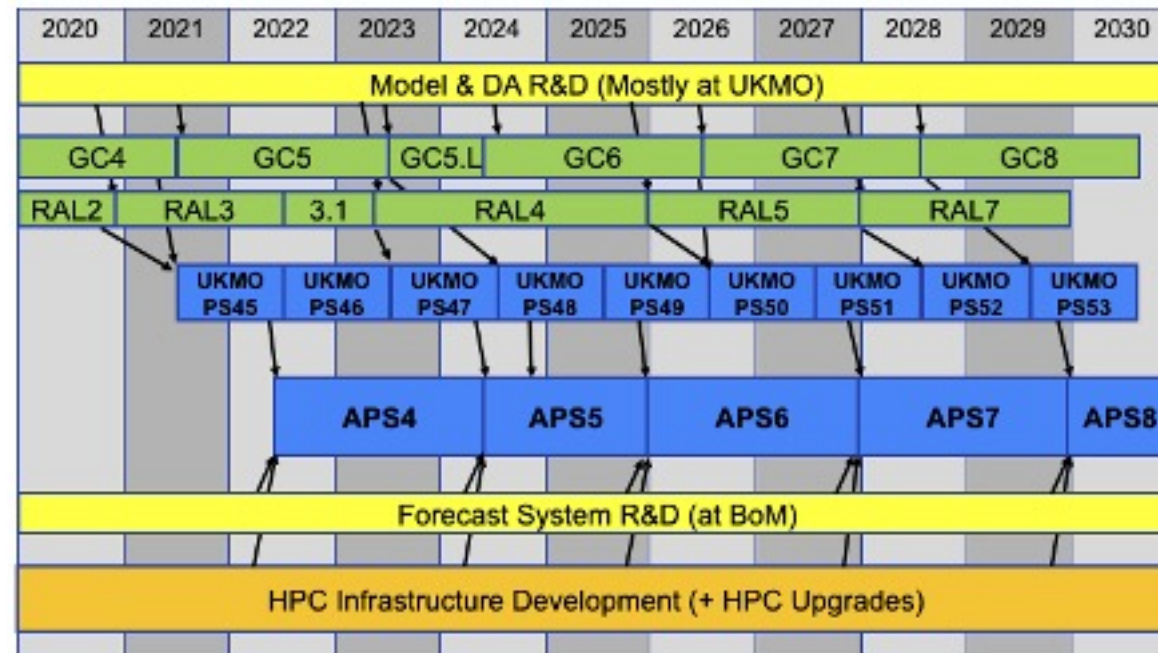 2020 2021 2022 2023 2024 2025 2026 2027 2028 2029 2030
Model & DA R&D (Mostly at UKMO)
GC4 GC5 GC5.L GC6 GC7 GC8
RAL2 RAL3 3.1 RAL4 RAL5 RAL7
UKMO UKMO UKMO UKMO UKMO UKMO UKMO UKMO UKMO
PS45 PS46 PS47 PS48 PS49 PS50 PS51 PS52 PS53
APS4 APS5 APS6 APS7 APS8
Forecast System R&D (at BoM)
HPC Infrastructure Development (+ HPC Upgrades)